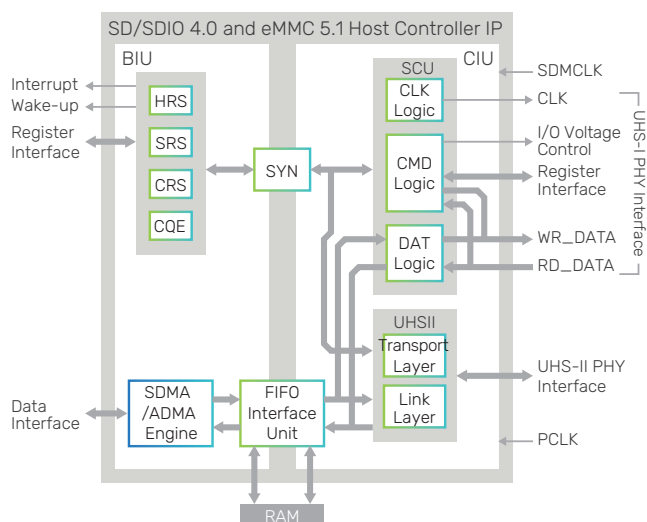 SD/SDIO 4.0 and eMMC 5.1 Host Controller IP
BIU
CIU
Interrupt
Wake-up
Register
Interface
HRS
SRS
CRS
CQE
SYN
SCU
CLK
Logic
CMD
Logic
DAT
Logic
SDMCLK
CLK
I/O Voltage
Control
Register
Interface
WR_DATA
RD_DATA
UHS-I PHY Interface
UHSII
Transport
Layer
Link
Layer
UHS-II PHY
Interface
Data
Interface
SDMA
/ADMA
Engine
FIFO
Interface
Unit
PCLK
RAM